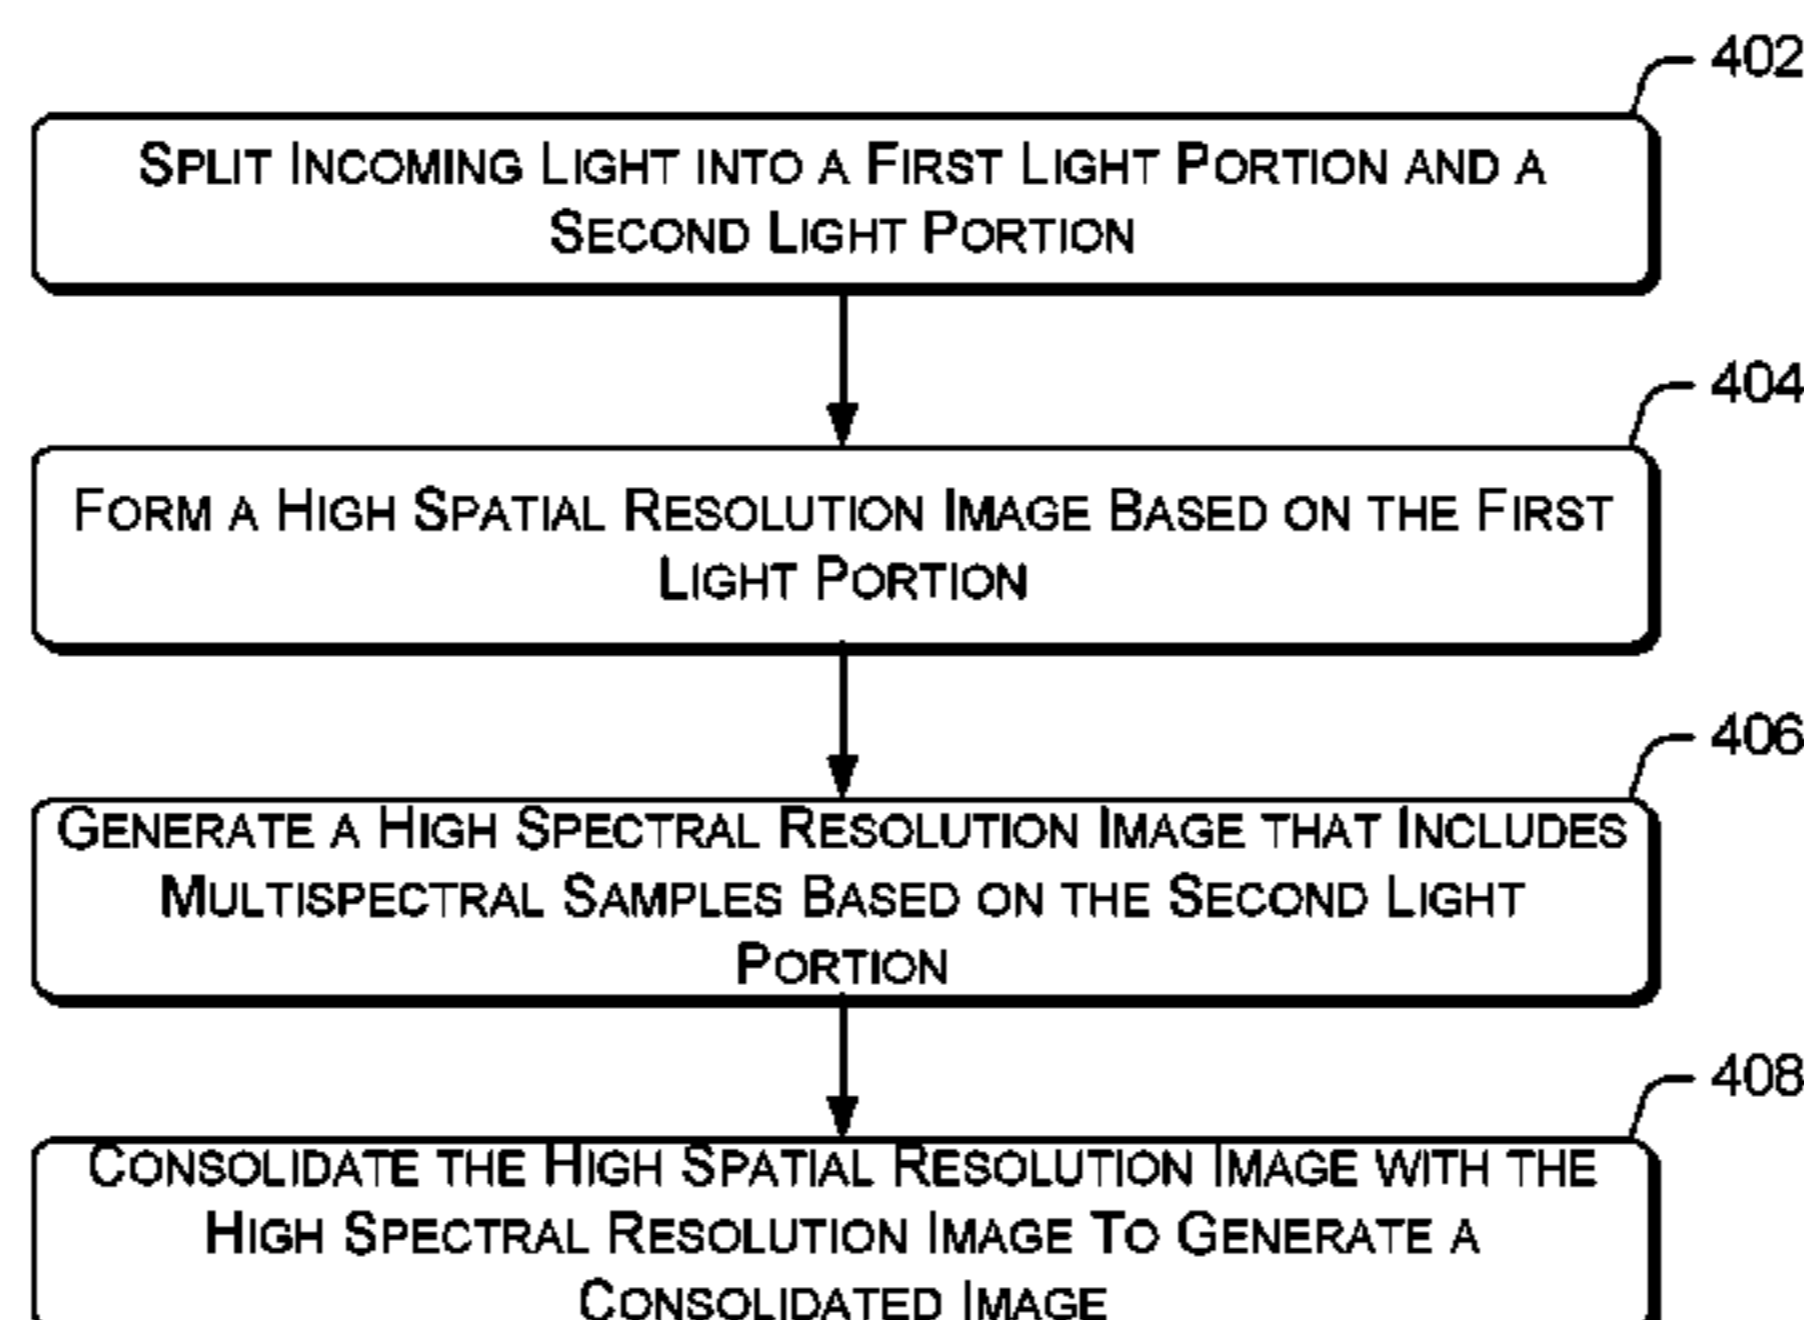 402
SPLIT INCOMING LIGHT INTO A FIRST LIGHT PORTION AND A
SECOND LIGHT PORTION
404
FORM A HIGH SPATIAL RESOLUTION IMAGE BASED ON THE FIRST
LIGHT PORTION
406
GENERATE A HIGH SPECTRAL RESOLUTION IMAGE THAT INCLUDES
MULTISPECTRAL SAMPLES BASED ON THE SECOND LIGHT
PORTION
408
CONSOLIDATE THE HIGH SPATIAL RESOLUTION IMAGE WITH THE
HIGH SPECTRAL RESOLUTION IMAGE TO GENERATE A
CONSOLIDATED IMAGE